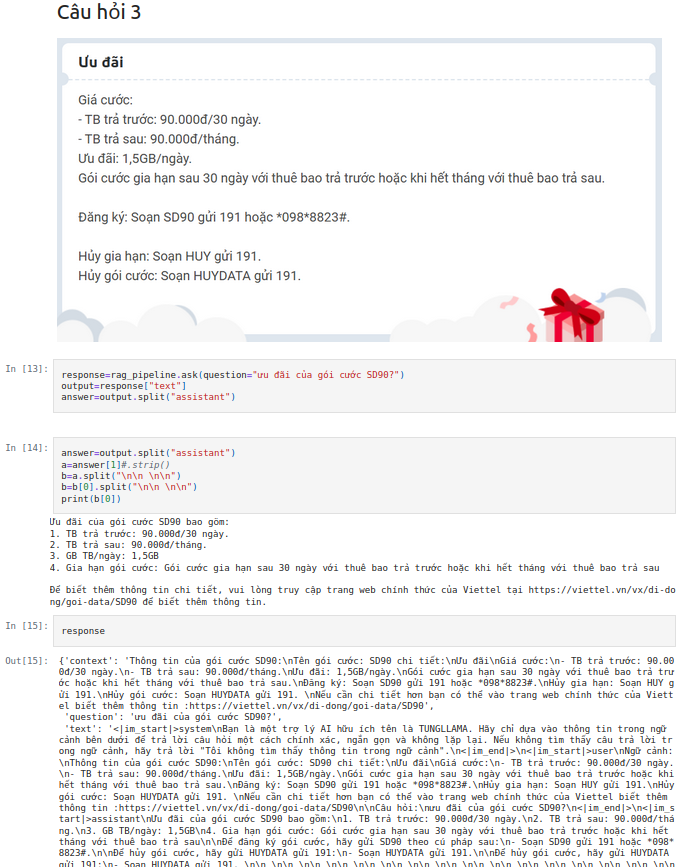 Câu hỏi 3
Ưu đãi
Giá cước:
- TB trả trước: 90.000đ/30 ngày.
- TB trả sau: 90.000đ/tháng.
Ưu đãi: 1,5GB/ngày.
Gói cước gia hạn sau 30 ngày với thuê bao trả trước hoặc khi hết tháng với thuê bao trả sau.
Đăng ký: Soạn SD90 gửi 191 hoặc *098*8823#.
Hủy gia hạn: Soạn HUY gửi 191.
Hủy gói cước: Soạn HUYDATA gửi 191.
In [13]:
response=rag_pipeline.ask(question="ưu đãi của gói cước SD90?")
output=response["text"]
answer=output.split("assistant")
In [14]:
answer=output.split("assistant")
a=answer[1]#.strip()
b=a.split("\n\n \n\n")
b=b[0].split("\n\n \n\n")
print(b[0])
Ưu đãi của gói cước SD90 bao gồm:
1. TB trả trước: 90.000đ/30 ngày.
2. TB trả sau: 90.000đ/tháng.
3. GB TB/ngày: 1,5GB
4. Gia hạn gói cước: Gói cước gia hạn sau 30 ngày với thuê bao trả trước hoặc khi hết tháng với thuê bao trả sau
Để biết thêm thông tin chi tiết, vui lòng truy cập trang web chính thức của Viettel tại https://viettel.vn/vx/di-do
ng/goi-data/SD90 để biết thêm thông tin.
In [15]:
response
Out[15]:
{'context': 'Thông tin của gói cước SD90:\nTên gói cước: SD90 chi tiết:\nƯu đãi\nGiá cước:\n- TB trả trước: 90.00
0đ/30 ngày.\n- TB trả sau: 90.000đ/tháng.\nƯu đãi: 1,5GB/ngày.\nGói cước gia hạn sau 30 ngày với thuê bao trả trư
ớc hoặc khi hết tháng với thuê bao trả sau.\nĐăng ký: Soạn SD90 gửi 191 hoặc *098*8823#.\nHủy gia hạn: Soạn HUY g
ửi 191.\nHủy gói cước: Soạn HUYDATA gửi 191. \nNếu cần chi tiết hơn bạn có thể vào trang web chính thức của Viett
el biết thêm thông tin :https://viettel.vn/vx/di-dong/goi-data/SD90',
'question': 'ưu đãi của gói cước SD90?',
'text': '<|im_start|>system\nBạn là một trợ lý AI hữu ích tên là TUNGLLAMA. Hãy chỉ dựa vào thông tin trong ngữ
cảnh bên dưới để trả lời câu hỏi một cách chính xác, ngắn gọn và không lặp lại. Nếu không tìm thấy câu trả lời tr
ong ngữ cảnh, hãy trả lời "Tôi không tìm thấy thông tin trong ngữ cảnh".\n<|im_end|>\n<|im_start|>user\nNgữ cảnh:
\nThông tin của gói cước SD90:\nTên gói cước: SD90 chi tiết:\nƯu đãi\nGiá cước:\n- TB trả trước: 90.000đ/30 ngày.
\n- TB trả sau: 90.000đ/tháng.\nƯu đãi: 1,5GB/ngày.\nGói cước gia hạn sau 30 ngày với thuê bao trả trước hoặc khi
hết tháng với thuê bao trả sau.\nĐăng ký: Soạn SD90 gửi 191 hoặc *098*8823#.\nHủy gia hạn: Soạn HUY gửi 191.\nHủy
gói cước: Soạn HUYDATA gửi 191. \nNếu cần chi tiết hơn bạn có thể vào trang web chính thức của Viettel biết thêm
thông tin :https://viettel.vn/vx/di-dong/goi-data/SD90\n\nCâu hỏi:\nưu đãi của gói cước SD90?\n<|im_end|>\n<|im_s
tart|>assistant\nƯu đãi của gói cước SD90 bao gồm:\n1. TB trả trước: 90.000đ/30 ngày.\n2. TB trả sau: 90.000đ/thá
ng.\n3. GB TB/ngày: 1,5GB\n4. Gia hạn gói cước: Gói cước gia hạn sau 30 ngày với thuê bao trả trước hoặc khi hết
tháng với thuê bao trả sau\n\nĐể đăng ký gói cước, hãy gửi SD90 theo cú pháp sau:\n- Soạn SD90 gửi 191 hoặc *098*
8823#.\n\nĐể hủy gói cước, hãy gửi HUYDATA gửi 191:\n- Soạn HUYDATA gửi 191.\n\nĐể hủy gói cước, hãy gửi HUYDATA